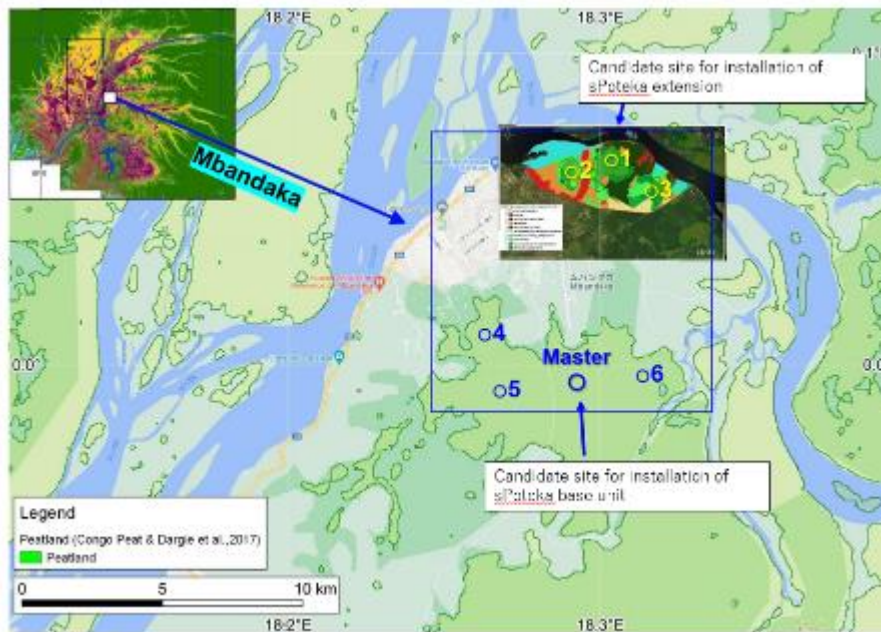 18.2°E
18.3°E
0.1°
Candidate site for installation of
sPoteka extension
Mbandaka
1
2
3
4
0.0°
0.0
Master
5
6
Candidate site for installation of
sPoteka base unit
Legend
Peatland (Congo Peat & Dargie et al.,2017)
Peatland
0
5
10 km
18.2°E
18.3°E